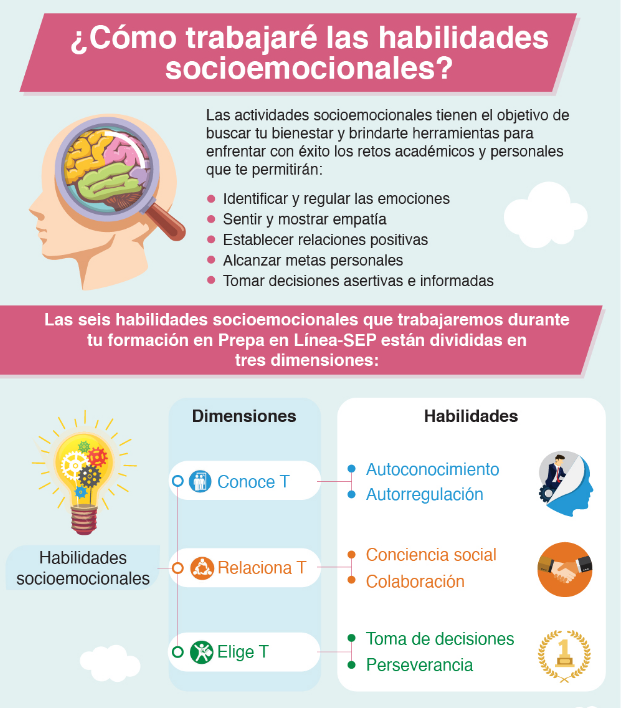 ¿Cómo trabajaré las habilidades
socioemocionales?
Las actividades socioemocionales tienen el objetivo de
buscar tu bienestar y brindarte herramientas para
enfrentar con éxito los retos académicos y personales
que te permitirán:
Identificar y regular las emociones
Sentir y mostrar empatía
Establecer relaciones positivas
Alcanzar metas personales
Tomar decisiones asertivas e informadas
Las seis habilidades socioemocionales que trabajaremos durante
tu formación en Prepa en Línea-SEP están divididas en
tres dimensiones:
Habilidades
socioemocionales
Dimensiones
Habilidades
Conoce T
Autoconocimiento
Autorregulación
Relaciona T
Conciencia social
Colaboración
Elige T
Toma de decisiones
Perseverancia
1